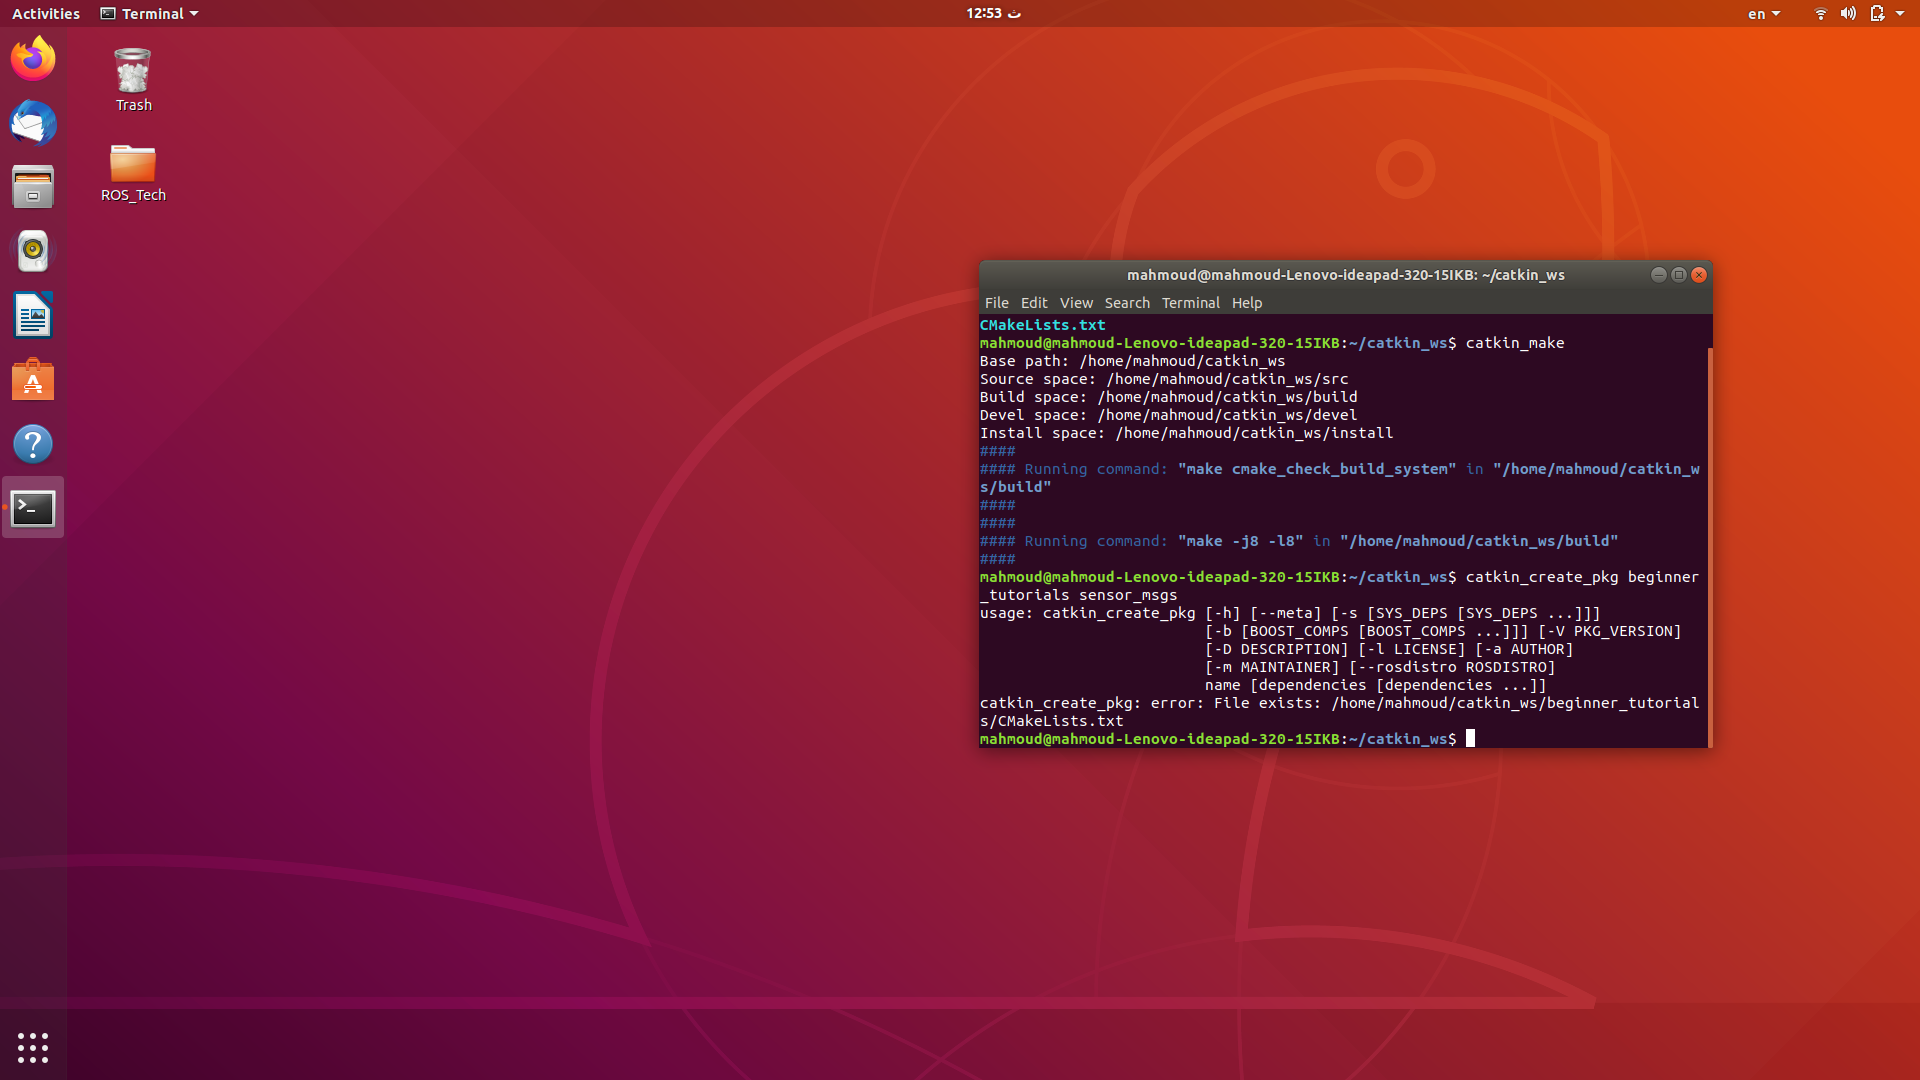 Activities
Terminal
12:53 ث
en
Trash
ROS_Tech
mahmoud@mahmoud-Lenovo-ideapad-320-15IKB: ~/catkin_ws
File Edit View Search Terminal Help
CMakeLists.txt
mahmoud@mahmoud-Lenovo-ideapad-320-15IKB:~/catkin_ws$ catkin_make
Base path: /home/mahmoud/catkin_ws
Source space: /home/mahmoud/catkin_ws/src
Build space: /home/mahmoud/catkin_ws/build
Devel space: /home/mahmoud/catkin_ws/devel
Install space: /home/mahmoud/catkin_ws/install
####
#### Running command: "make cmake_check_build_system" in "/home/mahmoud/catkin_w
s/build"
####
####
#### Running command: "make -j8 -l8" in "/home/mahmoud/catkin_ws/build"
####
mahmoud@mahmoud-Lenovo-ideapad-320-15IKB:~/catkin_ws$ catkin_create_pkg beginner
_tutorials sensor_msgs
usage: catkin_create_pkg [-h] [--meta] [-s [SYS_DEPS [SYS_DEPS ...]]]
[-b [BOOST_COMPS [BOOST_COMPS ...]]] [-V PKG_VERSION]
[-D DESCRIPTION] [-l LICENSE] [-a AUTHOR]
[-m MAINTAINER] [--rosdistro ROSDISTRO]
name [dependencies [dependencies ...]]
catkin_create_pkg: error: File exists: /home/mahmoud/catkin_ws/beginner_tutorial
s/CMakeLists.txt
mahmoud@mahmoud-Lenovo-ideapad-320-15IKB:~/catkin_ws$